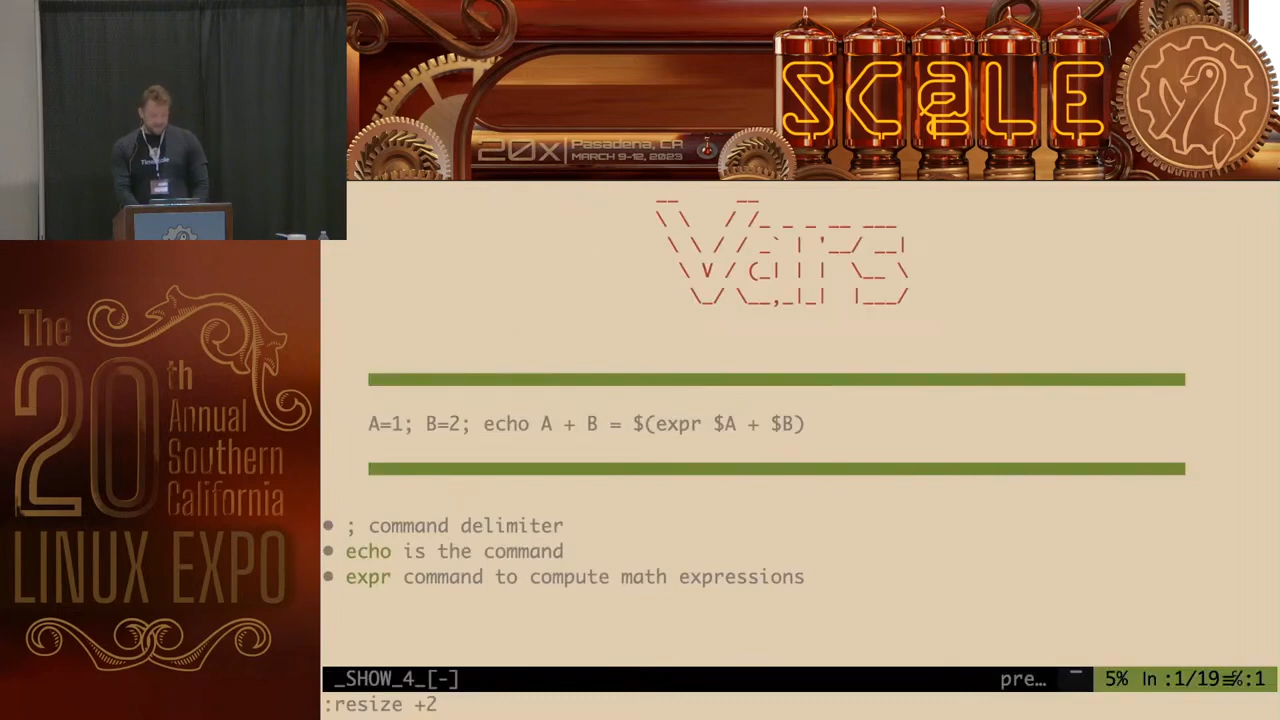 SCaLE
20x
Pasadena, CA
MARCH 9-12, 2023
The
20th
Annual
Southern
California
LINUX EXPO
Vars
A=1; B=2; echo A + B = $(expr $A + $B)
● ; command delimiter
● echo is the command
● expr command to compute math expressions
_SHOW_4_[-]
pre…
5% ln :1/19≡%:1
:resize +2